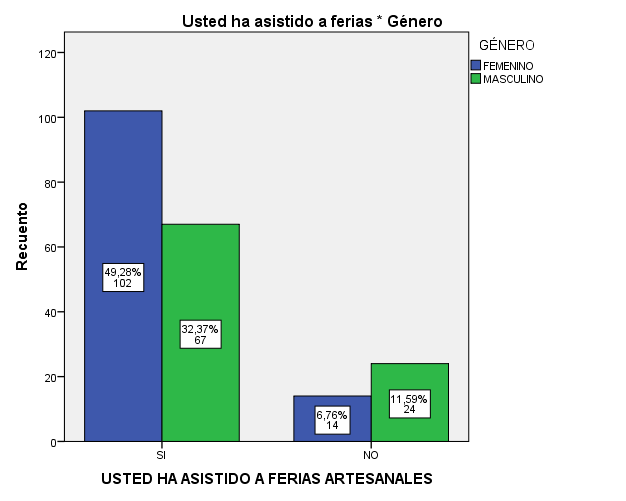 Usted ha asistido a ferias * Género
GÉNERO
FEMENINO
MASCULINO
Recuento
120
100
80
60
40
20
0
49,28%
102
32,37%
67
6,76%
14
11,59%
24
SI
NO
USTED HA ASISTIDO A FERIAS ARTESANALES